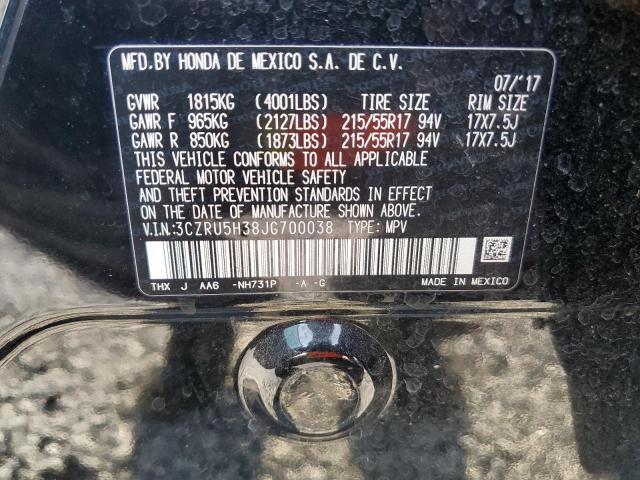 MFD.BY HONDA DE MEXICO S.A. DE C.V.
07/'17
GVWR 1815KG (4001LBS) TIRE SIZE RIM SIZE
GAWR F 965KG (2127LBS) 215/55R17 94V 17X7.5J
GAWR R 850KG (1873LBS) 215/55R17 94V 17X7.5J
THIS VEHICLE CONFORMS TO ALL APPLICABLE
FEDERAL MOTOR VEHICLE SAFETY
AND THEFT PREVENTION STANDARDS IN EFFECT
ON THE DATE OF MANUFACTURE SHOWN ABOVE.
V.I.N:3CZRU5H38JG700038 TYPE: MPV
THX J AA6 -NH731P -A -G MADE IN MEXICO